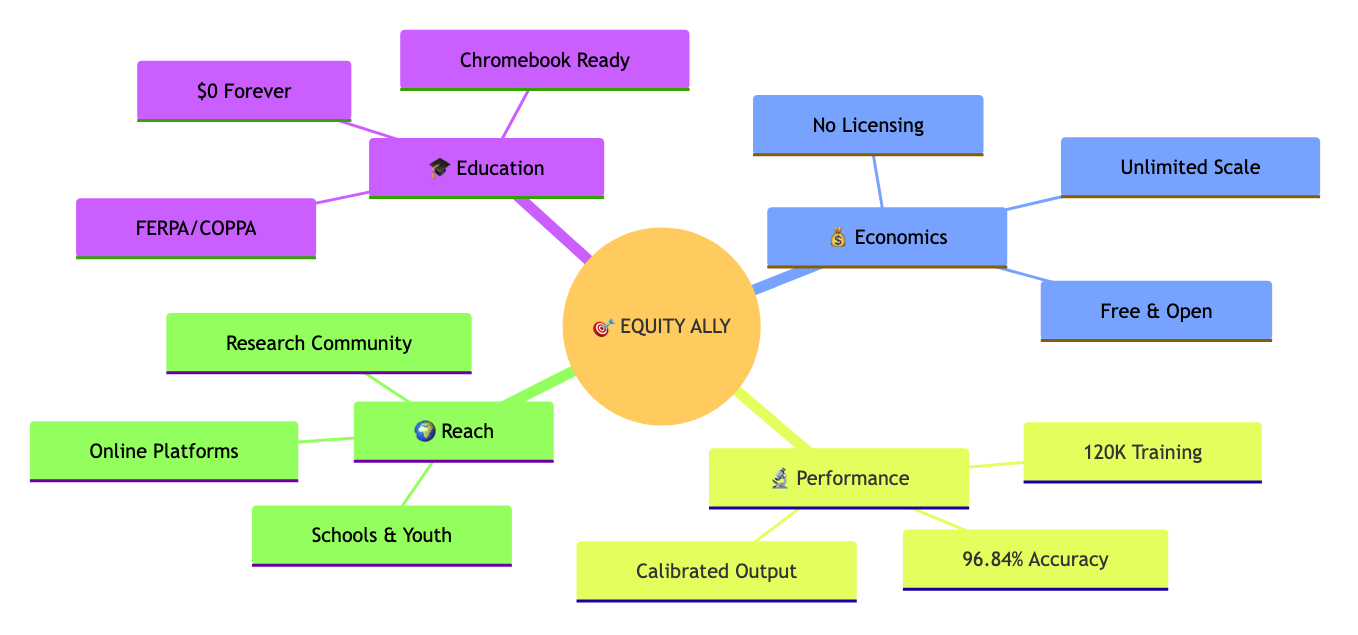 Chromebook Ready
$0 Forever
🎓 Education
FERPA/COPPA
No Licensing
Unlimited Scale
💰 Economics
Free & Open
🎯 EQUITY ALLY
Research Community
🌍 Reach
Online Platforms
Schools & Youth
120K Training
🔬 Performance
96.84% Accuracy
Calibrated Output